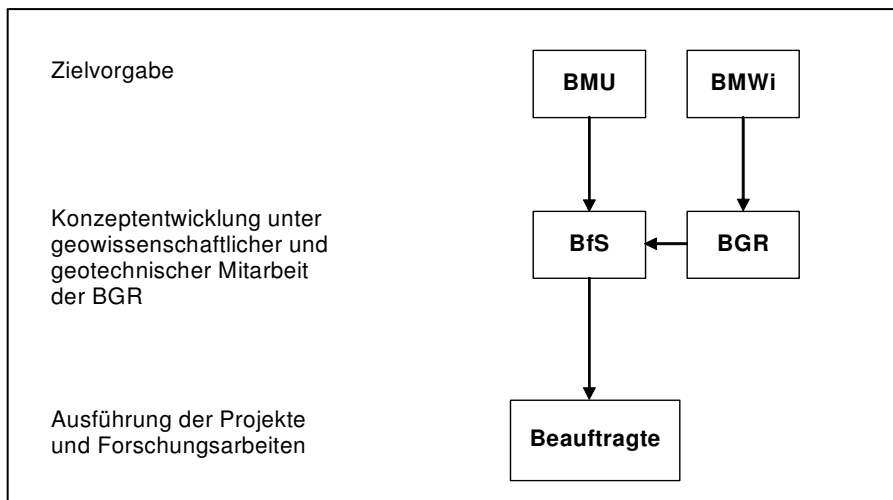 Zielvorgabe
BMU
BMWi
Konzeptentwicklung unter
geowissenschaftlicher und
geotechnischer Mitarbeit
der BGR
BfS
BGR
Ausführung der Projekte
und Forschungsarbeiten
Beauftragte